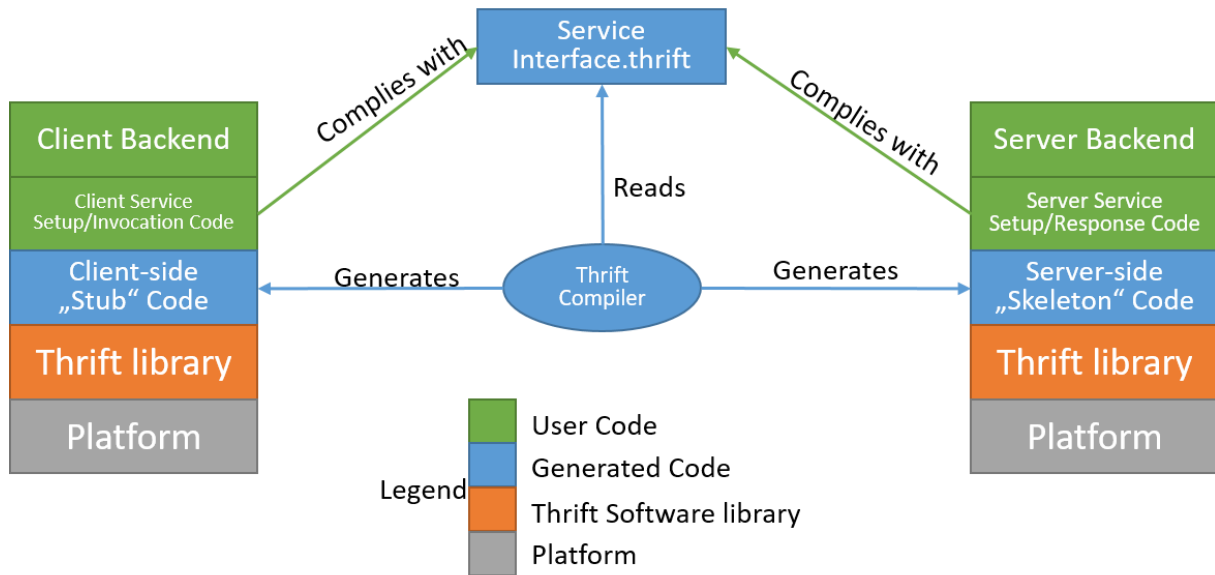 Service
Interface.thrift
Complies with
Complies with
Client Backend
Client Service
Setup/Invocation Code
Client-side
„Stub“ Code
Thrift library
Platform
Reads
Generates
Thrift
Compiler
Generates
Server Backend
Server Service
Setup/Response Code
Server-side
„Skeleton“ Code
Thrift library
Platform
Legend
User Code
Generated Code
Thrift Software library
Platform